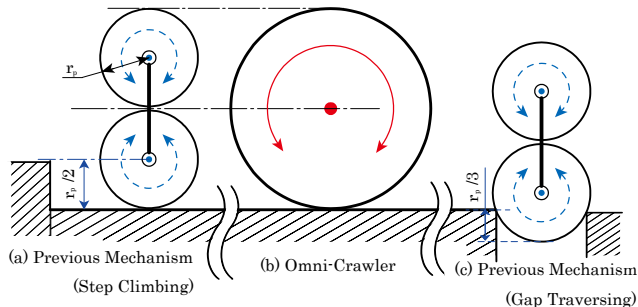 r_p
r_p/2
r_p/3
(a) Previous Mechanism
(Step Climbing)
(b) Omni-Crawler
(c) Previous Mechanism
(Gap Traversing)